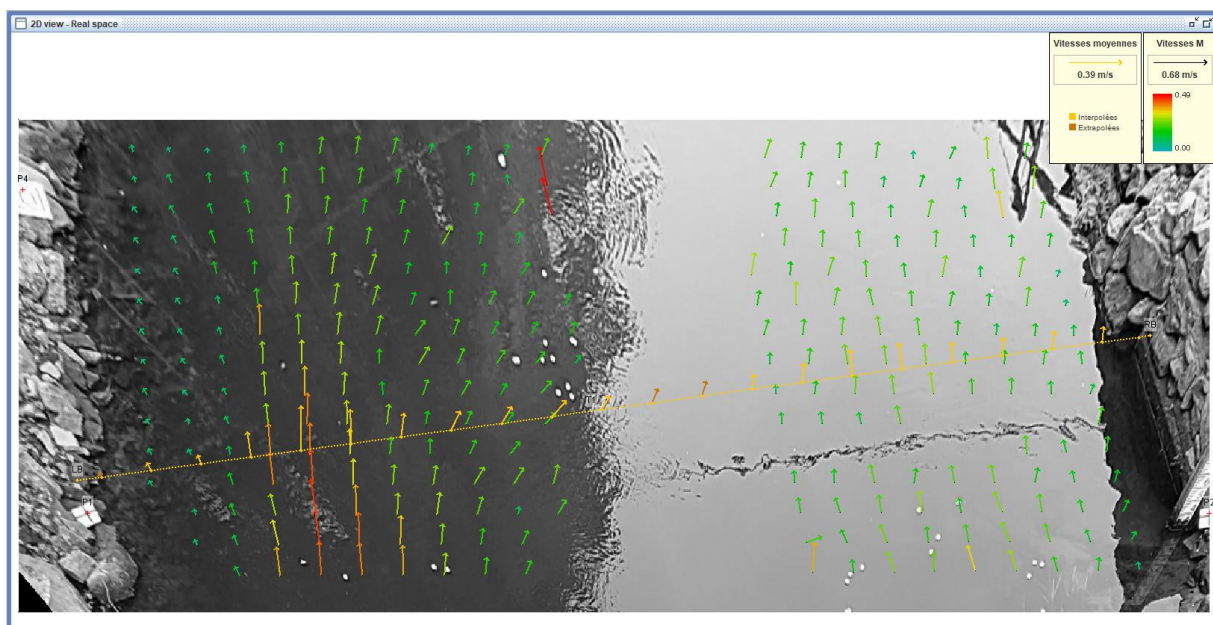 2D view - Real space
Vitesses moyennes
0.39 m/s
Interpolées
Extrapolées
Vitesses M
0.68 m/s
0.49
0.00
P4
RB
T1
LB
P1